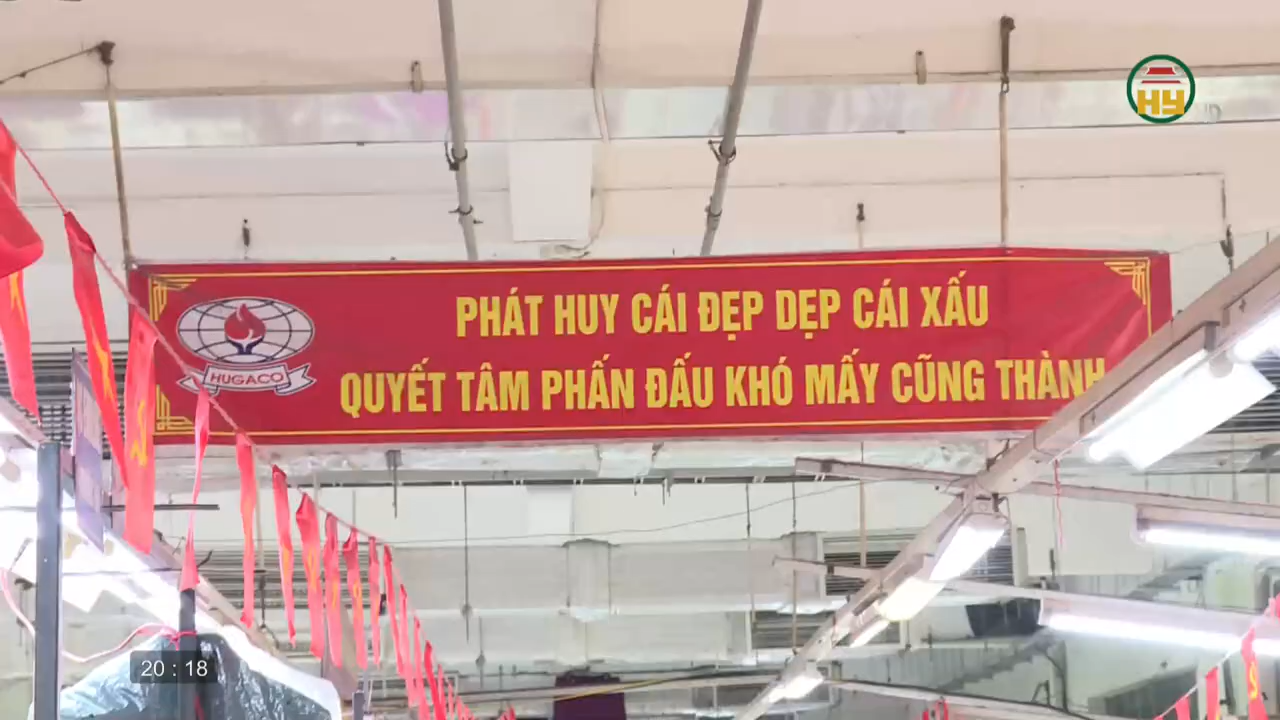 HY
PHÁT HUY CÁI ĐẸP DẸP CÁI XẤU
HUGACO
QUYẾT TÂM PHẤN ĐẤU KHÓ MẤY CŨNG THÀNH
20 : 18